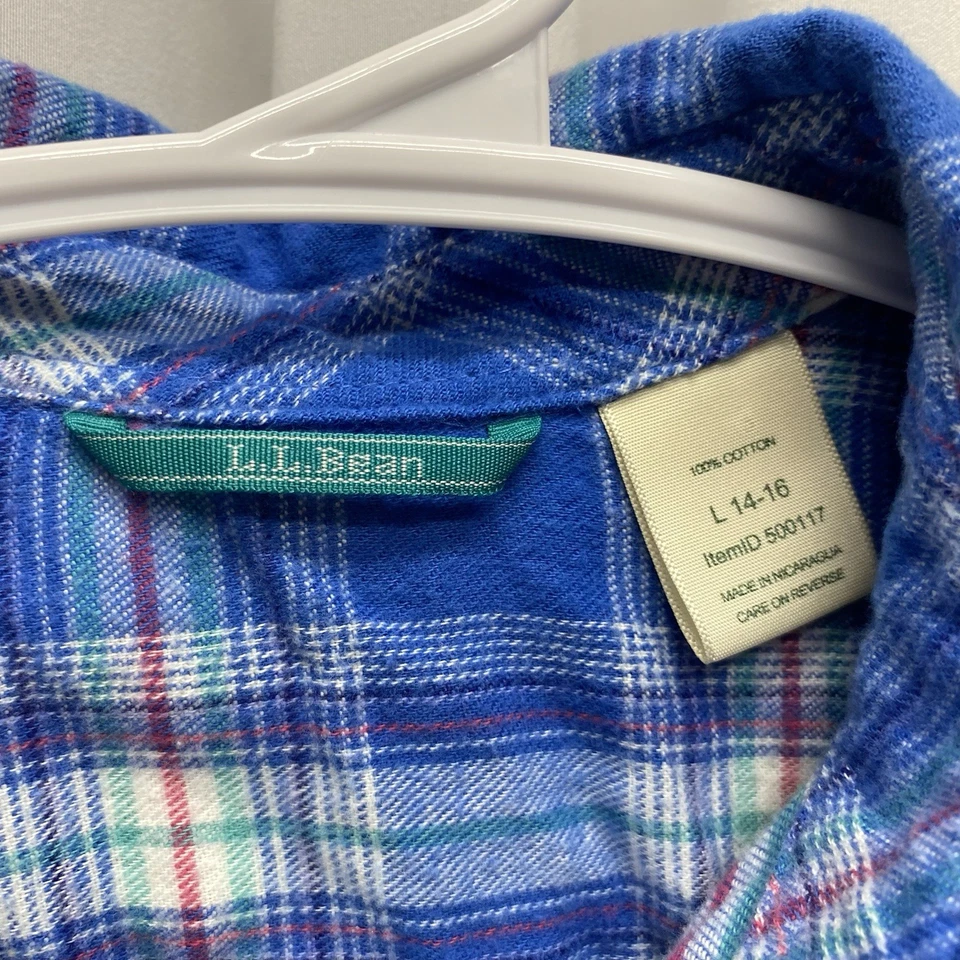 L.L.Bean
100% COTTON
L 14-16
ItemID 500117
MADE IN NICARAGUA
CARE ON REVERSE